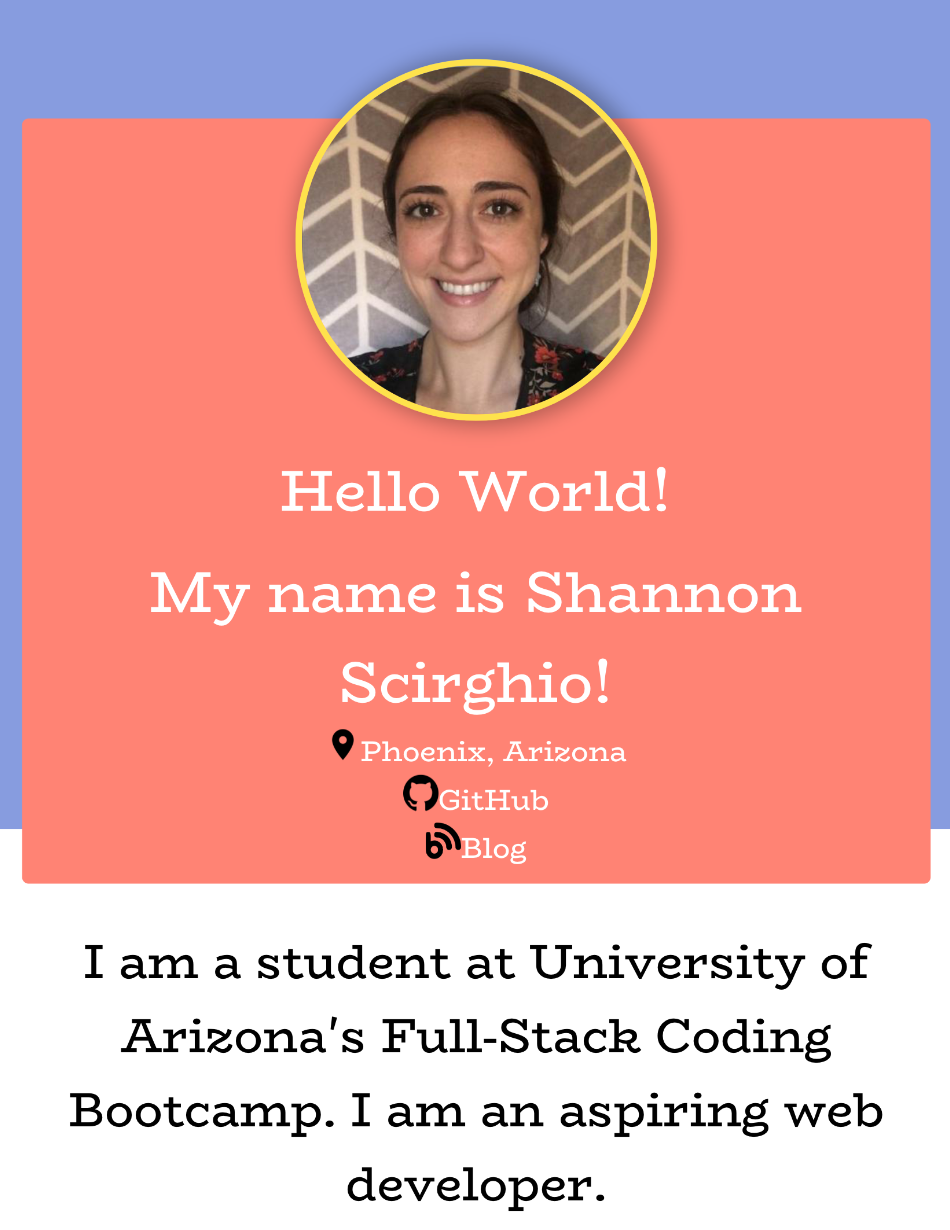 Hello World!
My name is Shannon
Scirghio!
Phoenix, Arizona
GitHub
Blog
I am a student at University of
Arizona's Full-Stack Coding
Bootcamp. I am an aspiring web
developer.